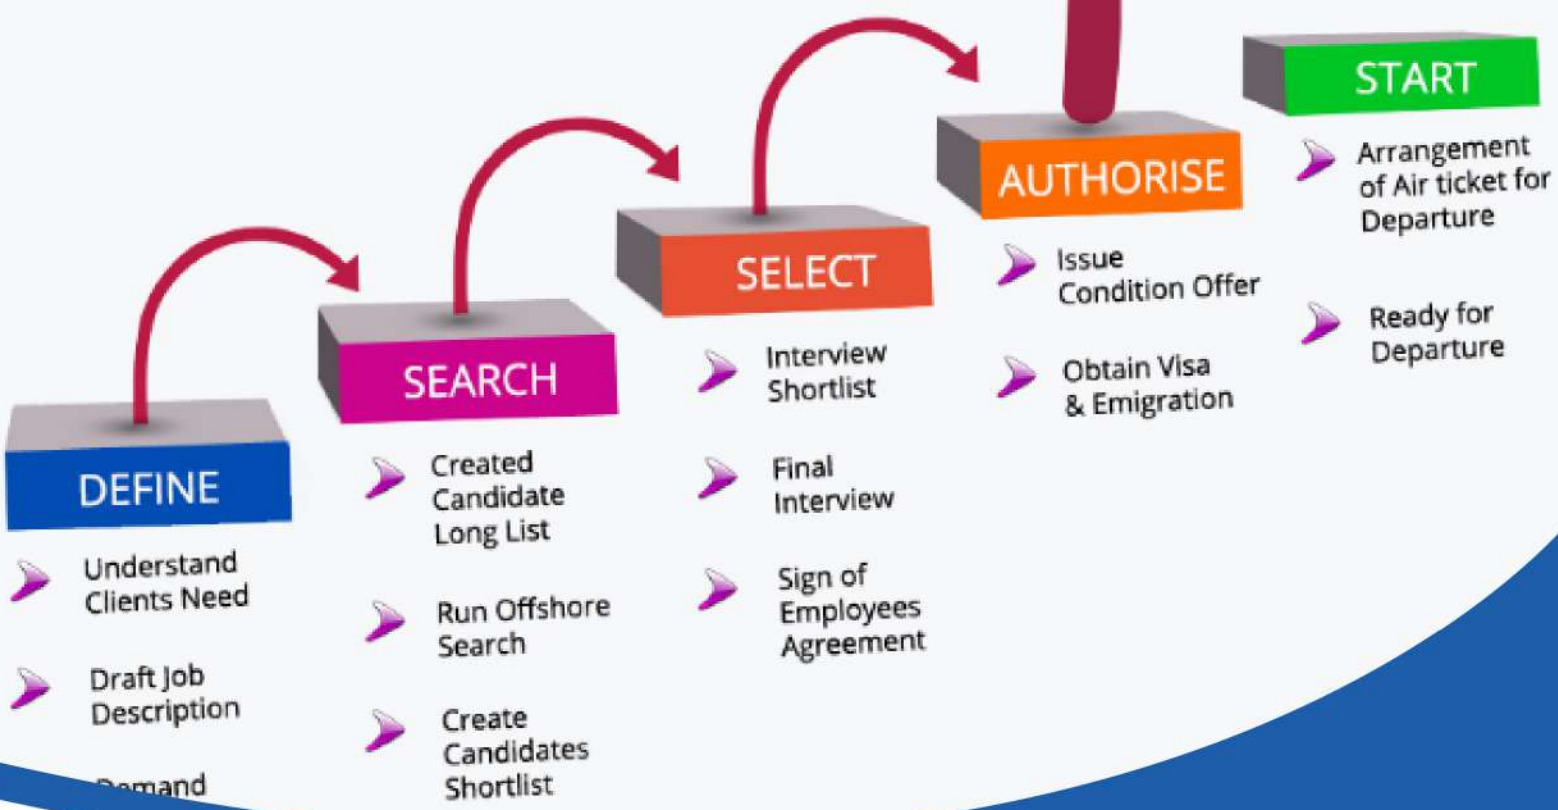 DEFINE
Understand
Clients Need
Draft Job
Description
Demand
SEARCH
Created
Candidate
Long List
Run Offshore
Search
Create
Candidates
Shortlist
SELECT
Interview
Shortlist
Final
Interview
Sign of
Employees
Agreement
AUTHORISE
Issue
Condition Offer
Obtain Visa
& Emigration
START
Arrangement
of Air ticket for
Departure
Ready for
Departure